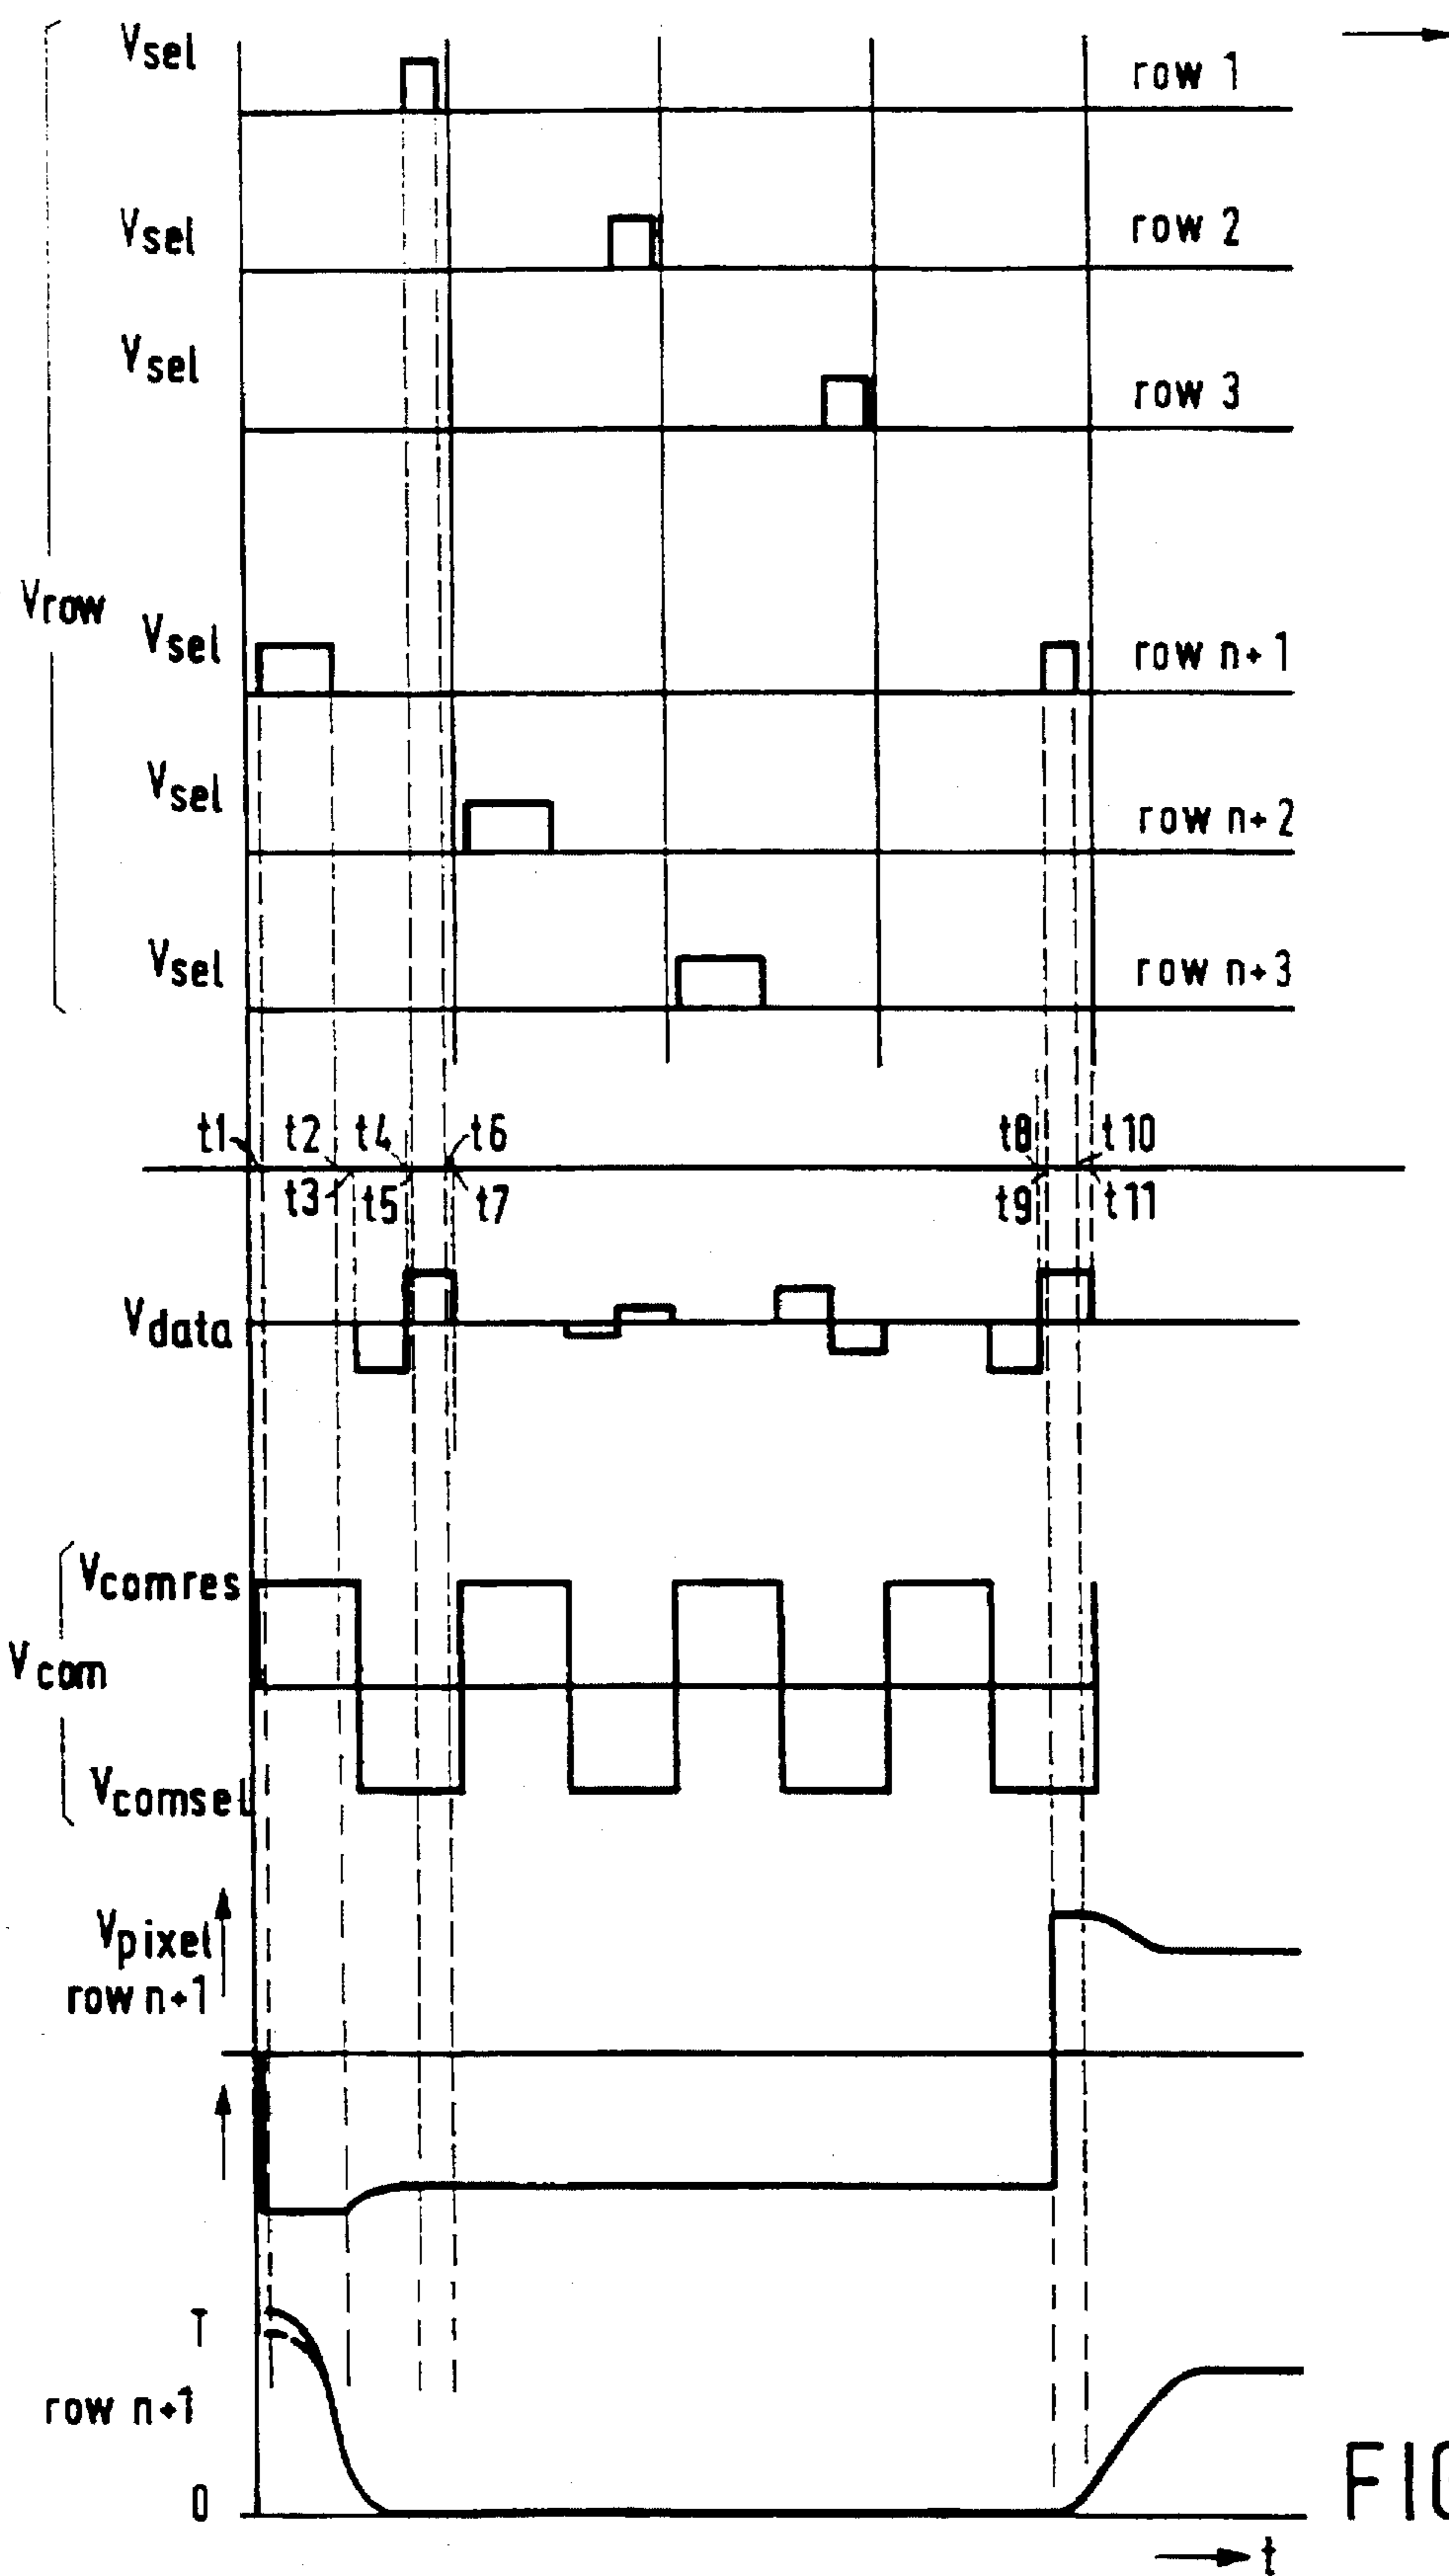 Vsel row 1
Vsel row 2
Vsel row 3
Vrow
Vsel row n+1
Vsel row n+2
Vsel row n+3
t1 t2 t4 t6 t8 t10
t3 t5 t7 t9 t11
Vdata
Vcomres
Vcom
Vcomsel
Vpixel
row n+1
T
row n+1
0
t